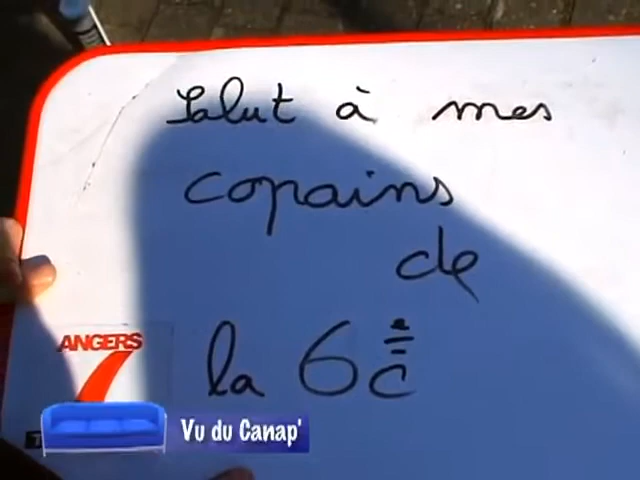 Salut à mes
copains
de
la 6e C
ANGERS
7
Vu du Canap'